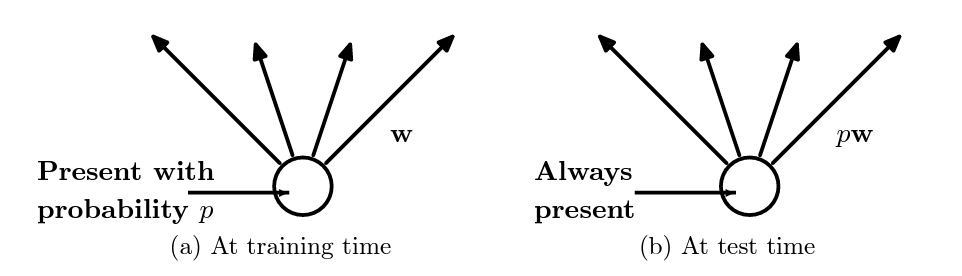 w
Present with
probability p
(a) At training time
pw
Always
present
(b) At test time